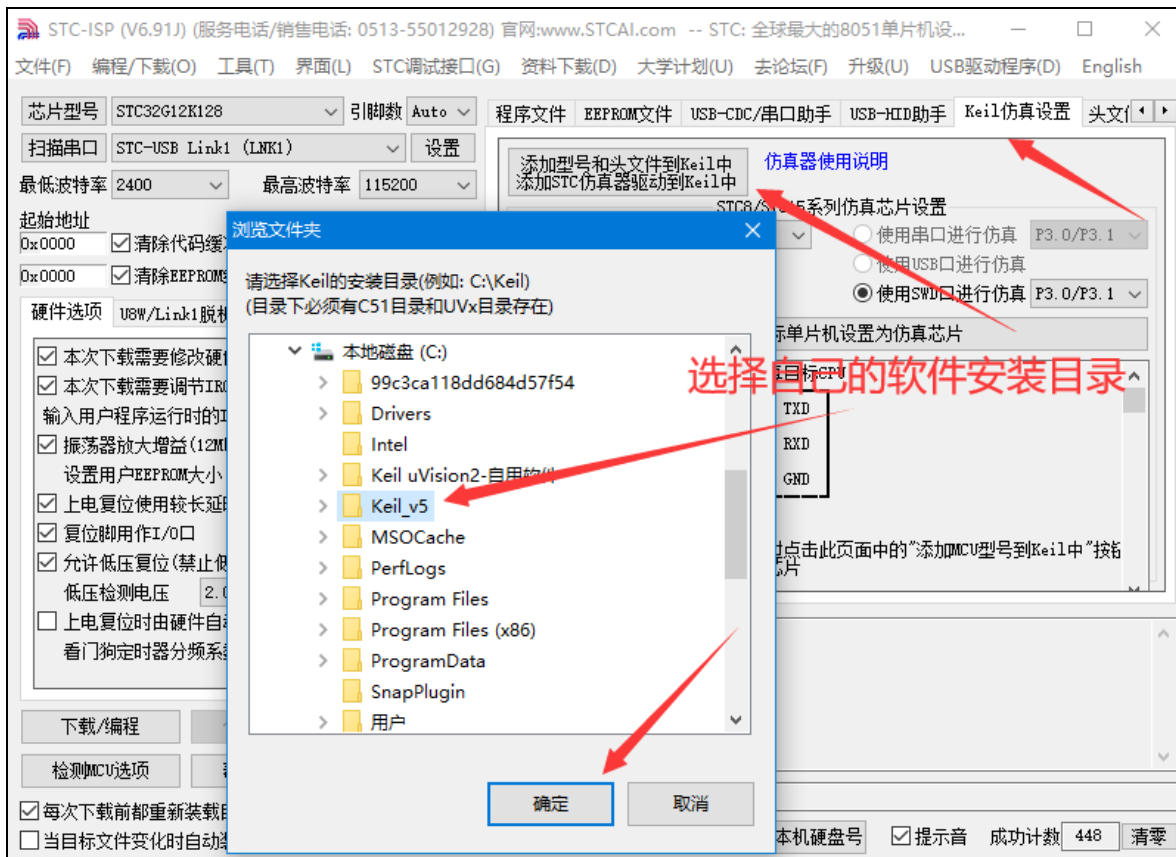 STC-ISP (V6.91J) (服务电话/销售电话: 0513-55012928) 官网:www.STCAI.com -- STC: 全球最大的8051单片机设...
文件(F) 编程/下载(O) 工具(T) 界面(L) STC调试接口(G) 资料下载(D) 大学计划(U) 去论坛(F) 升级(U) USB驱动程序(D) English
芯片型号 STC32G12K128 引脚数 Auto
程序文件 EEPROM文件 USB-CDC/串口助手 USB-HID助手 Keil仿真设置 头文
扫描串口 STC-USB Link1 (LNK1) 设置
最低波特率 2400 最高波特率 115200
添加型号和头文件到Keil中
添加STC仿真器驱动到Keil中
仿真器使用说明
系列仿真芯片设置
使用串口进行仿真 P3.0/P3.1
使用USB口进行仿真
使用SWD口进行仿真 P3.0/P3.1
标单片机设置为仿真芯片
起始地址
0x0000 清除代码缓
0x0000 清除EEPROM
硬件选项 U8W/Link1脱机
本次下载需要修改硬
本次下载需要调节IRC
输入用户程序运行时的I
振荡器放大增益(12M
设置用户EEPROM大小
上电复位使用较长延
复位脚用作I/O口
允许低压复位(禁止低
低压检测电压 2.0
上电复位时由硬件自
看门狗定时器分频系
浏览文件夹
请选择Keil的安装目录(例如: C:\Keil)
(目录下必须有C51目录和UVx目录存在)
本地磁盘 (C:)
99c3ca118dd684d57f54
Drivers
Intel
Keil uVision2-自用软件
Keil_v5
MSOCache
PerfLogs
Program Files
Program Files (x86)
ProgramData
SnapPlugin
用户
确定 取消
选择自己的软件安装目录
目标CPU
TXD
RXD
GND
点击此页面中的"添加MCU型号到Keil中"按钮
芯片
下载/编程
检测MCU选项
每次下载前都重新装载目
当目标文件变化时自动
本机硬盘号 提示音 成功计数 448 清零